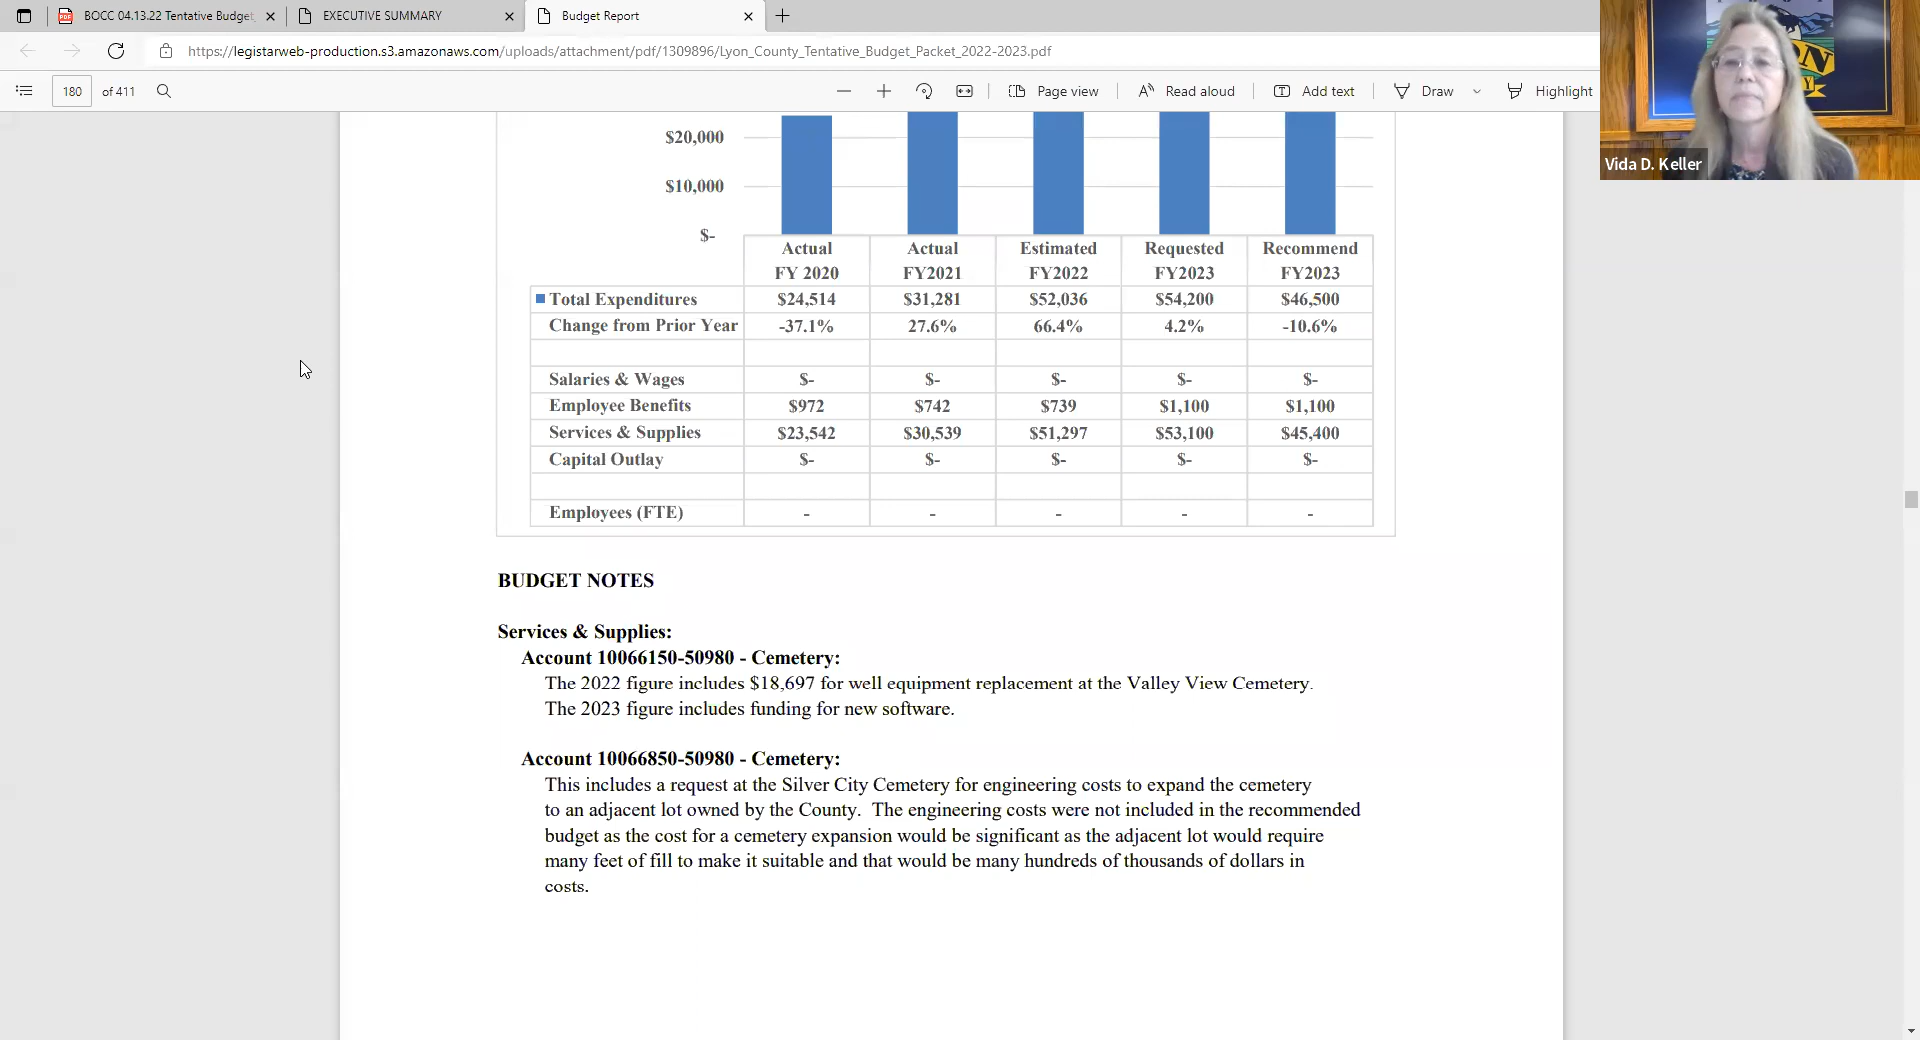 BOCC 04.13.22 Tentative Budget
EXECUTIVE SUMMARY
Budget Report
https://legistarweb-production.s3.amazonaws.com/uploads/attachment/pdf/1309896/Lyon_County_Tentative_Budget_Packet_2022-2023.pdf
180 of 411
Page view
Read aloud
Add text
Draw
Highlight
Vida D. Keller
$20,000
$10,000
$-
Actual Actual Estimated Requested Recommend
FY 2020 FY2021 FY2022 FY2023 FY2023
Total Expenditures $24,514 $31,281 $52,036 $54,200 $46,500
Change from Prior Year -37.1% 27.6% 66.4% 4.2% -10.6%
Salaries & Wages $- $- $- $- $-
Employee Benefits $972 $742 $739 $1,100 $1,100
Services & Supplies $23,542 $30,539 $51,297 $53,100 $45,400
Capital Outlay $- $- $- $- $-
Employees (FTE) - - - - -
BUDGET NOTES
Services & Supplies:
Account 10066150-50980 - Cemetery:
The 2022 figure includes $18,697 for well equipment replacement at the Valley View Cemetery.
The 2023 figure includes funding for new software.
Account 10066850-50980 - Cemetery:
This includes a request at the Silver City Cemetery for engineering costs to expand the cemetery
to an adjacent lot owned by the County. The engineering costs were not included in the recommended
budget as the cost for a cemetery expansion would be significant as the adjacent lot would require
many feet of fill to make it suitable and that would be many hundreds of thousands of dollars in
costs.